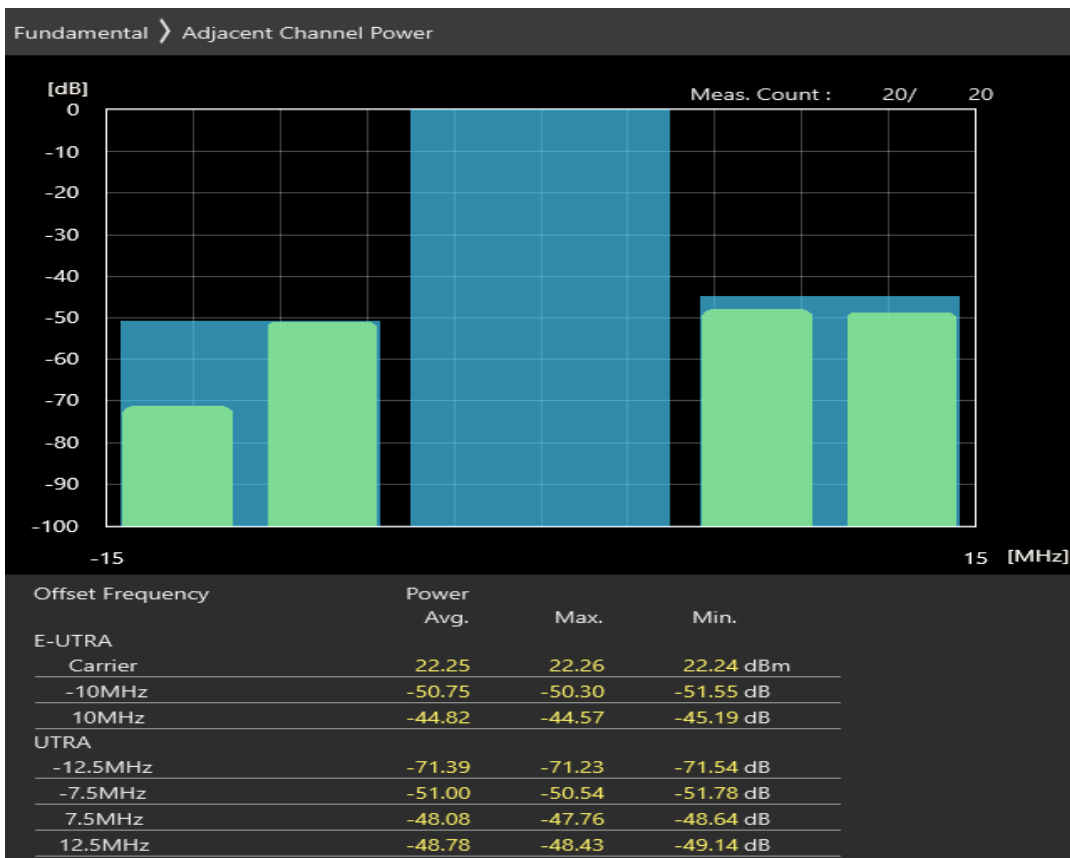 Fundamental 〉 Adjacent Channel Power
[dB]
Meas. Count : 20/ 20
0
-10
-20
-30
-40
-50
-60
-70
-80
-90
-100
-15 15 [MHz]
Offset Frequency Power
Avg. Max. Min.
E-UTRA
Carrier 22.25 22.26 22.24 dBm
-10MHz -50.75 -50.30 -51.55 dB
10MHz -44.82 -44.57 -45.19 dB
UTRA
-12.5MHz -71.39 -71.23 -71.54 dB
-7.5MHz -51.00 -50.54 -51.78 dB
7.5MHz -48.08 -47.76 -48.64 dB
12.5MHz -48.78 -48.43 -49.14 dB